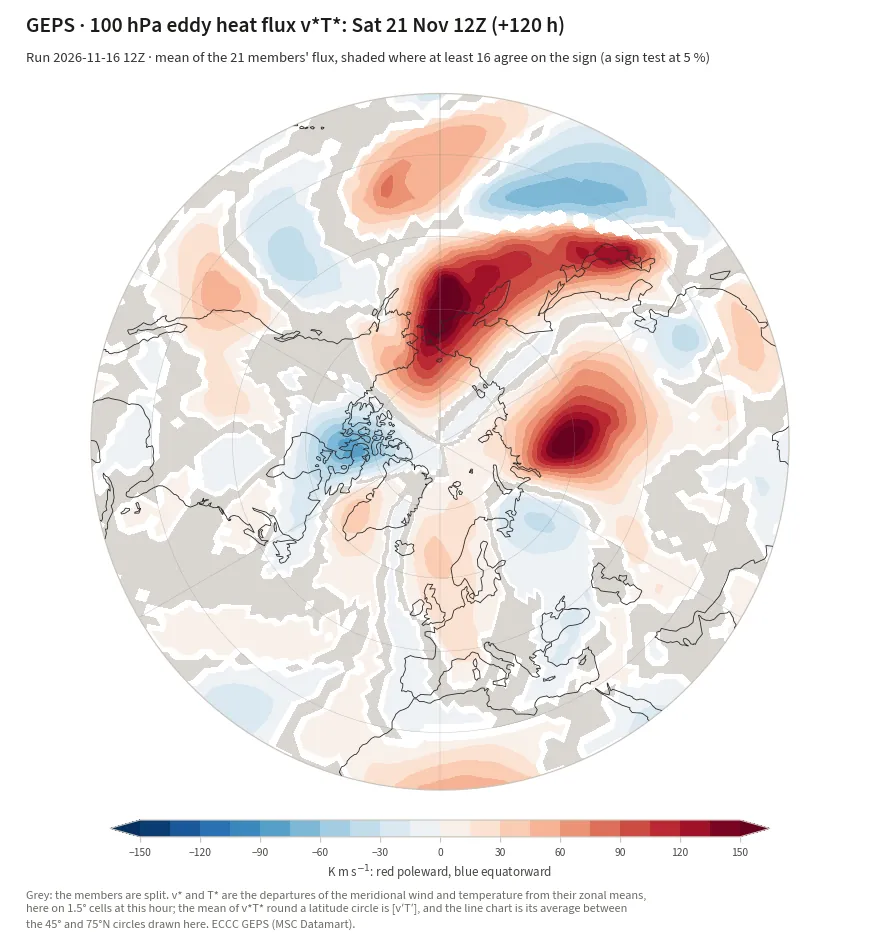 GEPS · 100 hPa eddy heat flux v*T*: Sat 21 Nov 12Z (+120 h)
Run 2026-11-16 12Z · mean of the 21 members' flux, shaded where at least 16 agree on the sign (a sign test at 5 %)
−150 −120 −90 −60 −30 0 30 60 90 120 150
K m s⁻¹: red poleward, blue equatorward
Grey: the members are split. v* and T* are the departures of the meridional wind and temperature from their zonal means,
here on 1.5° cells at this hour; the mean of v*T* round a latitude circle is [v′T′], and the line chart is its average between
the 45° and 75°N circles drawn here. ECCC GEPS (MSC Datamart).